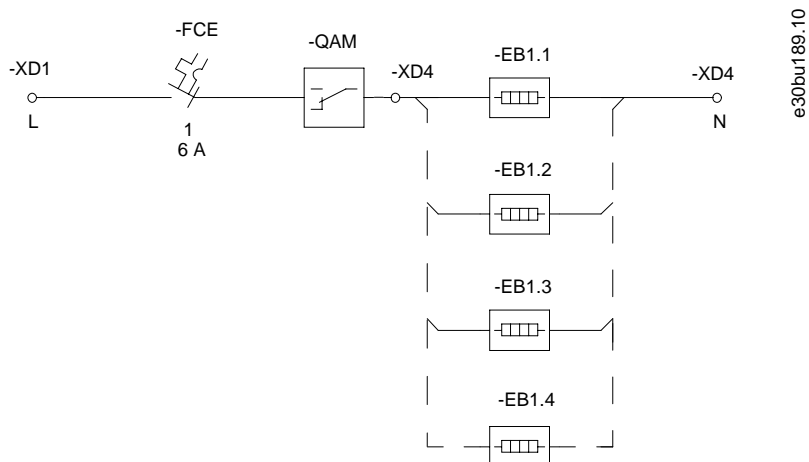 -FCE
-QAM
-EB1.1
-XD1
-XD4
-XD4
L
N
1
6 A
-EB1.2
-EB1.3
-EB1.4
e30bu189.10